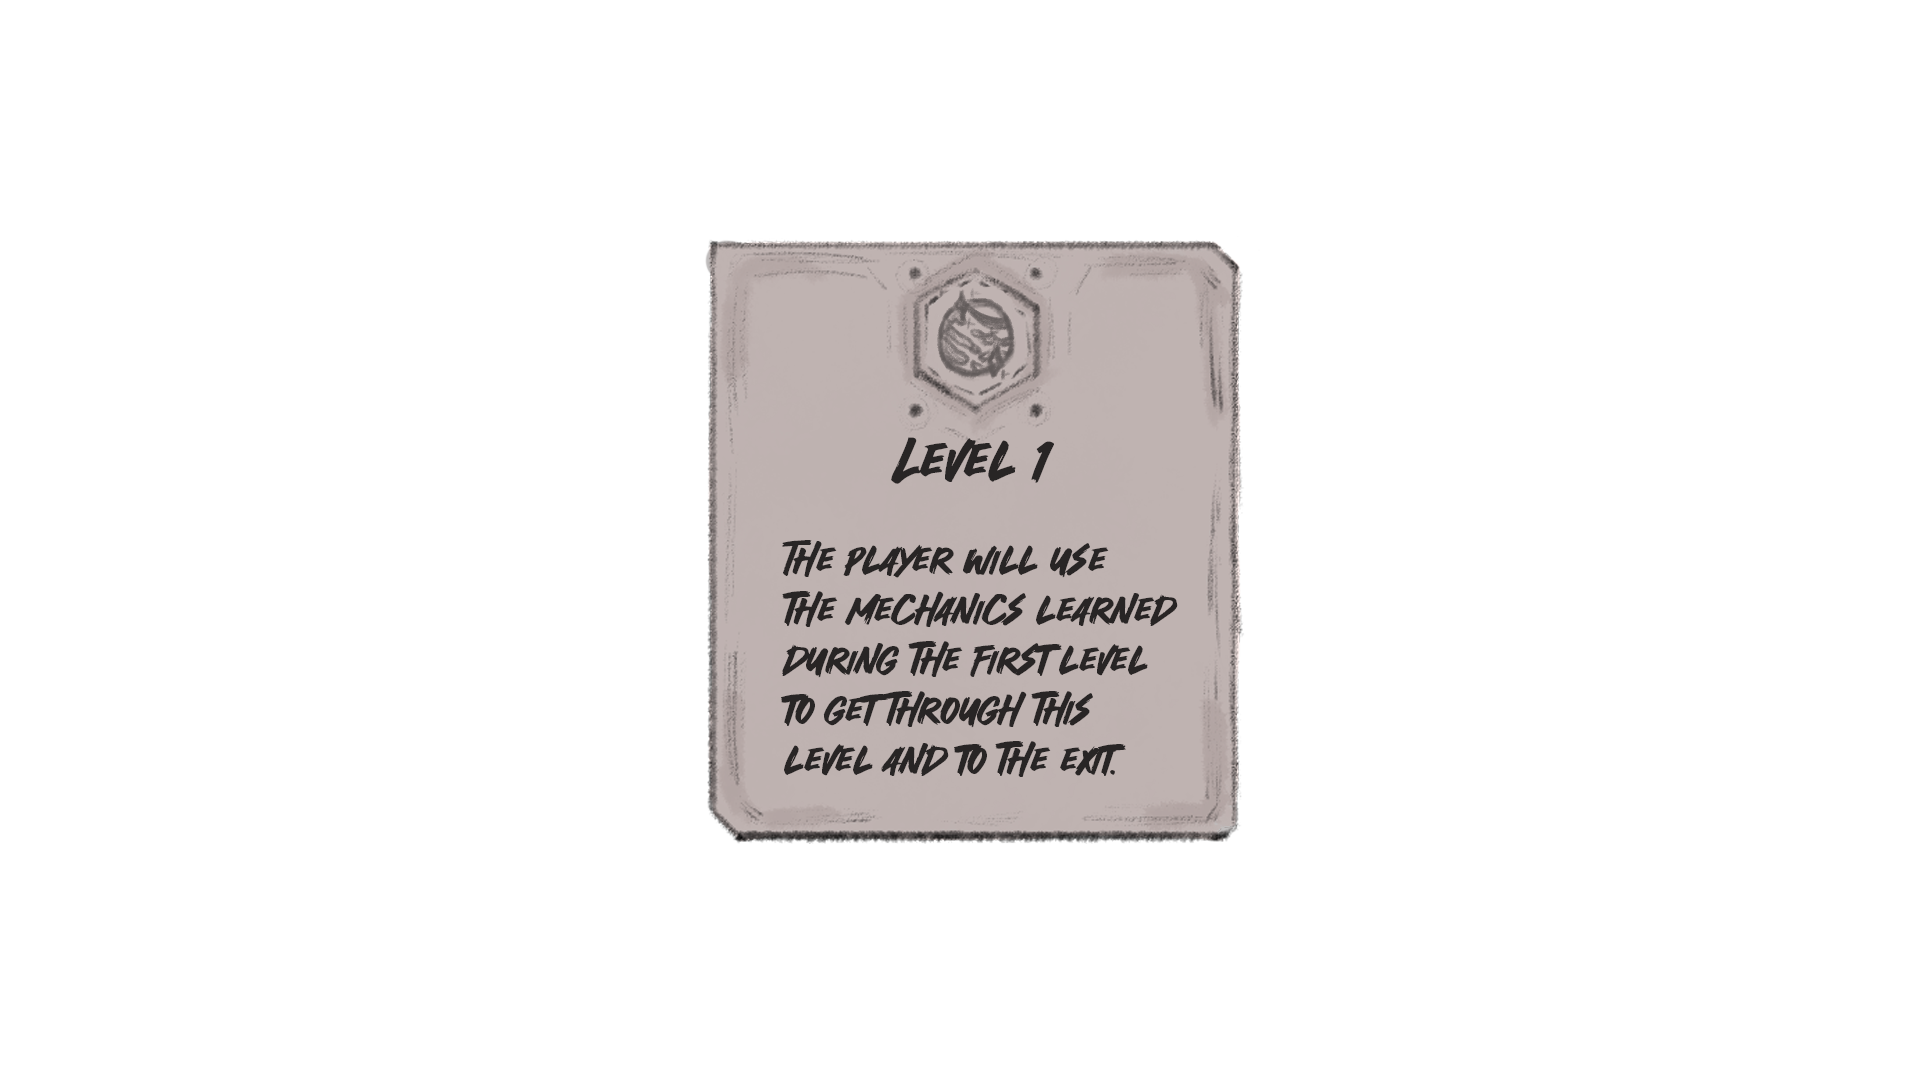 Level 1
The player will use
the mechanics learned
during the first level
to get through this
level and to the exit.